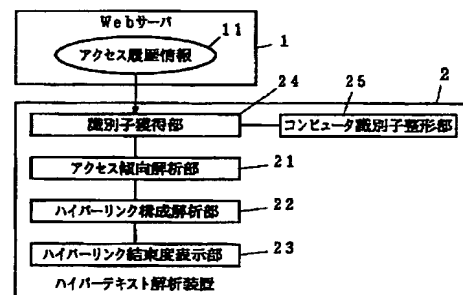 Webサーバ
11
アクセス履歴情報
1
24
25
2
識別子獲得部
コンピュータ識別子整形部
アクセス傾向解析部
21
ハイパーリンク構成解析部
22
ハイパーリンク結束度表示部
23
ハイパーテキスト解析装置